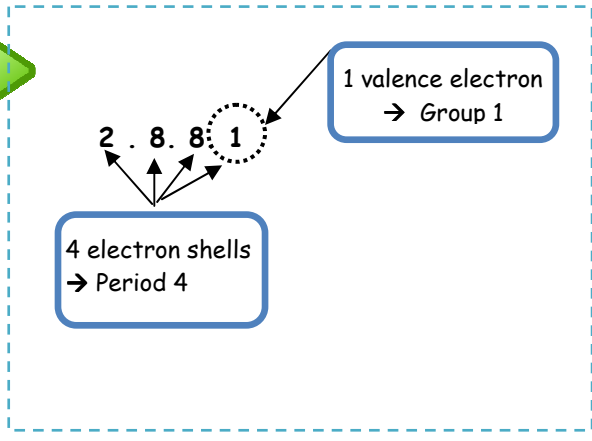 1 valence electron
→ Group 1
2 . 8. 8 1
4 electron shells
→ Period 4